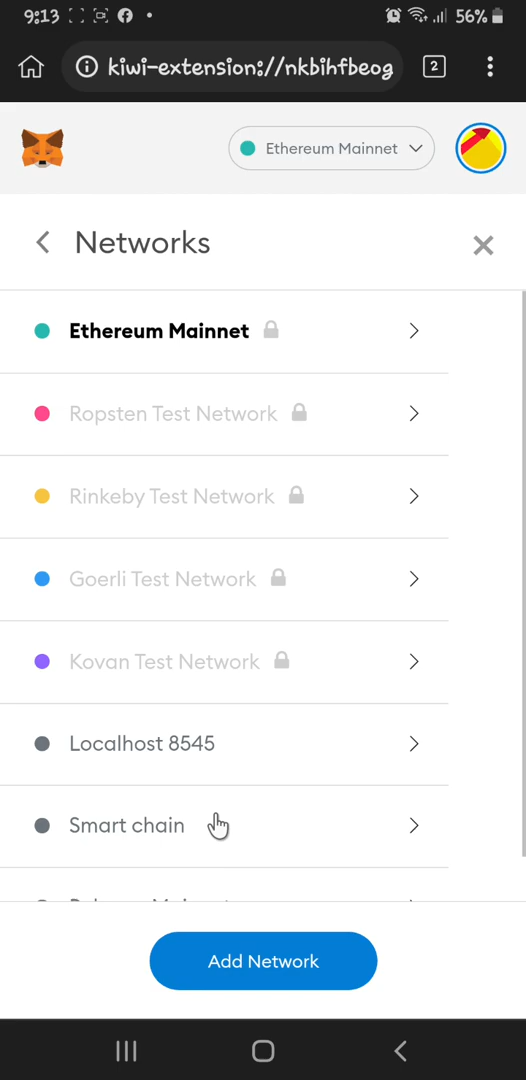 9:13
56%
kiwi-extension://nkbihfbeog
2
Ethereum Mainnet
Networks
Ethereum Mainnet
Ropsten Test Network
Rinkeby Test Network
Goerli Test Network
Kovan Test Network
Localhost 8545
Smart chain
Add Network